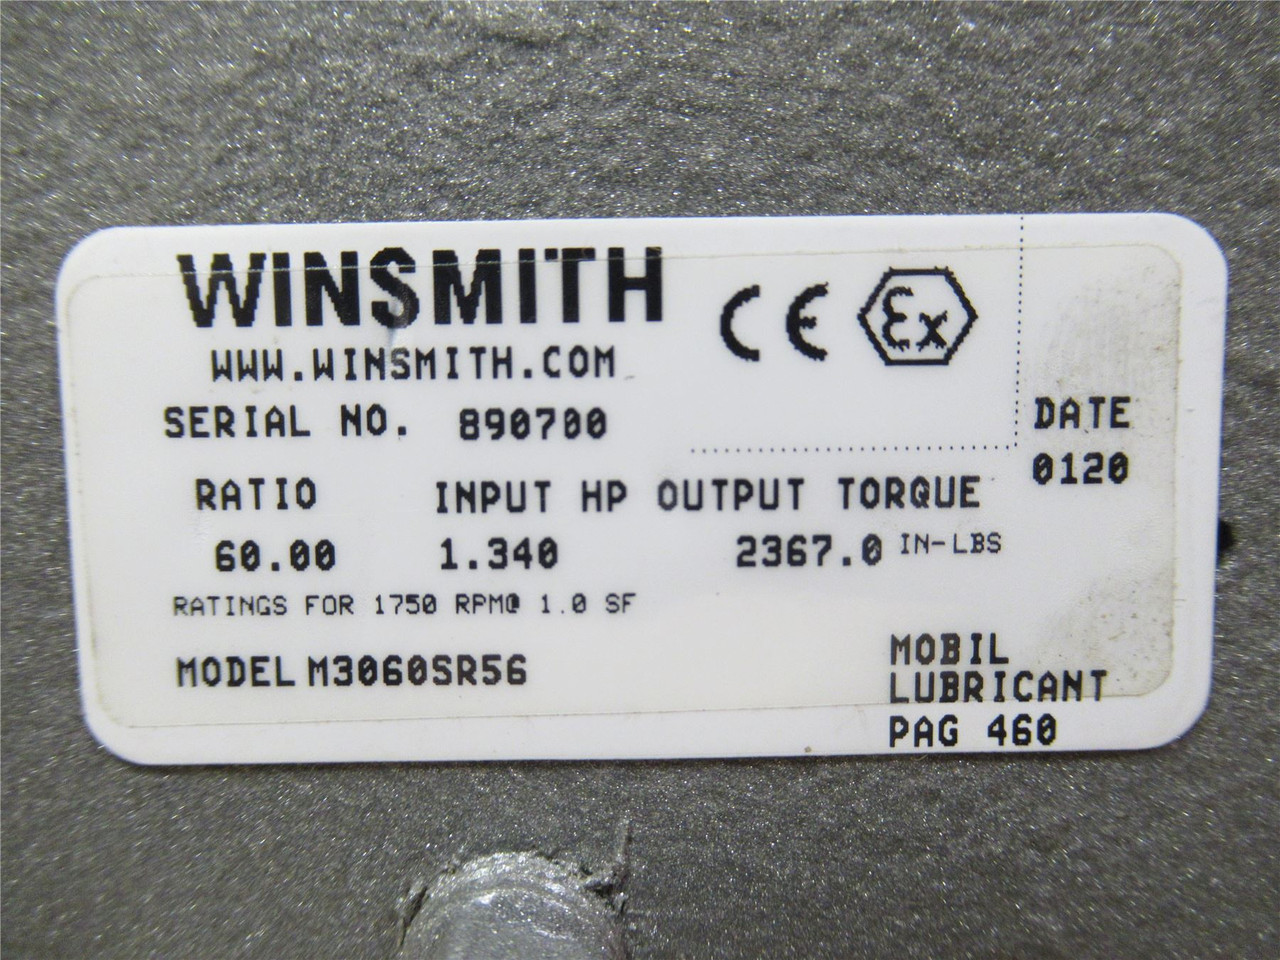 WINSMITH
WWW.WINSMITH.COM
CE Ex
SERIAL NO. 890700
DATE
0120
RATIO INPUT HP OUTPUT TORQUE
60.00 1.340 2367.0 IN-LBS
RATINGS FOR 1750 RPM@ 1.0 SF
MODEL M3060SR56
MOBIL
LUBRICANT
PAG 460